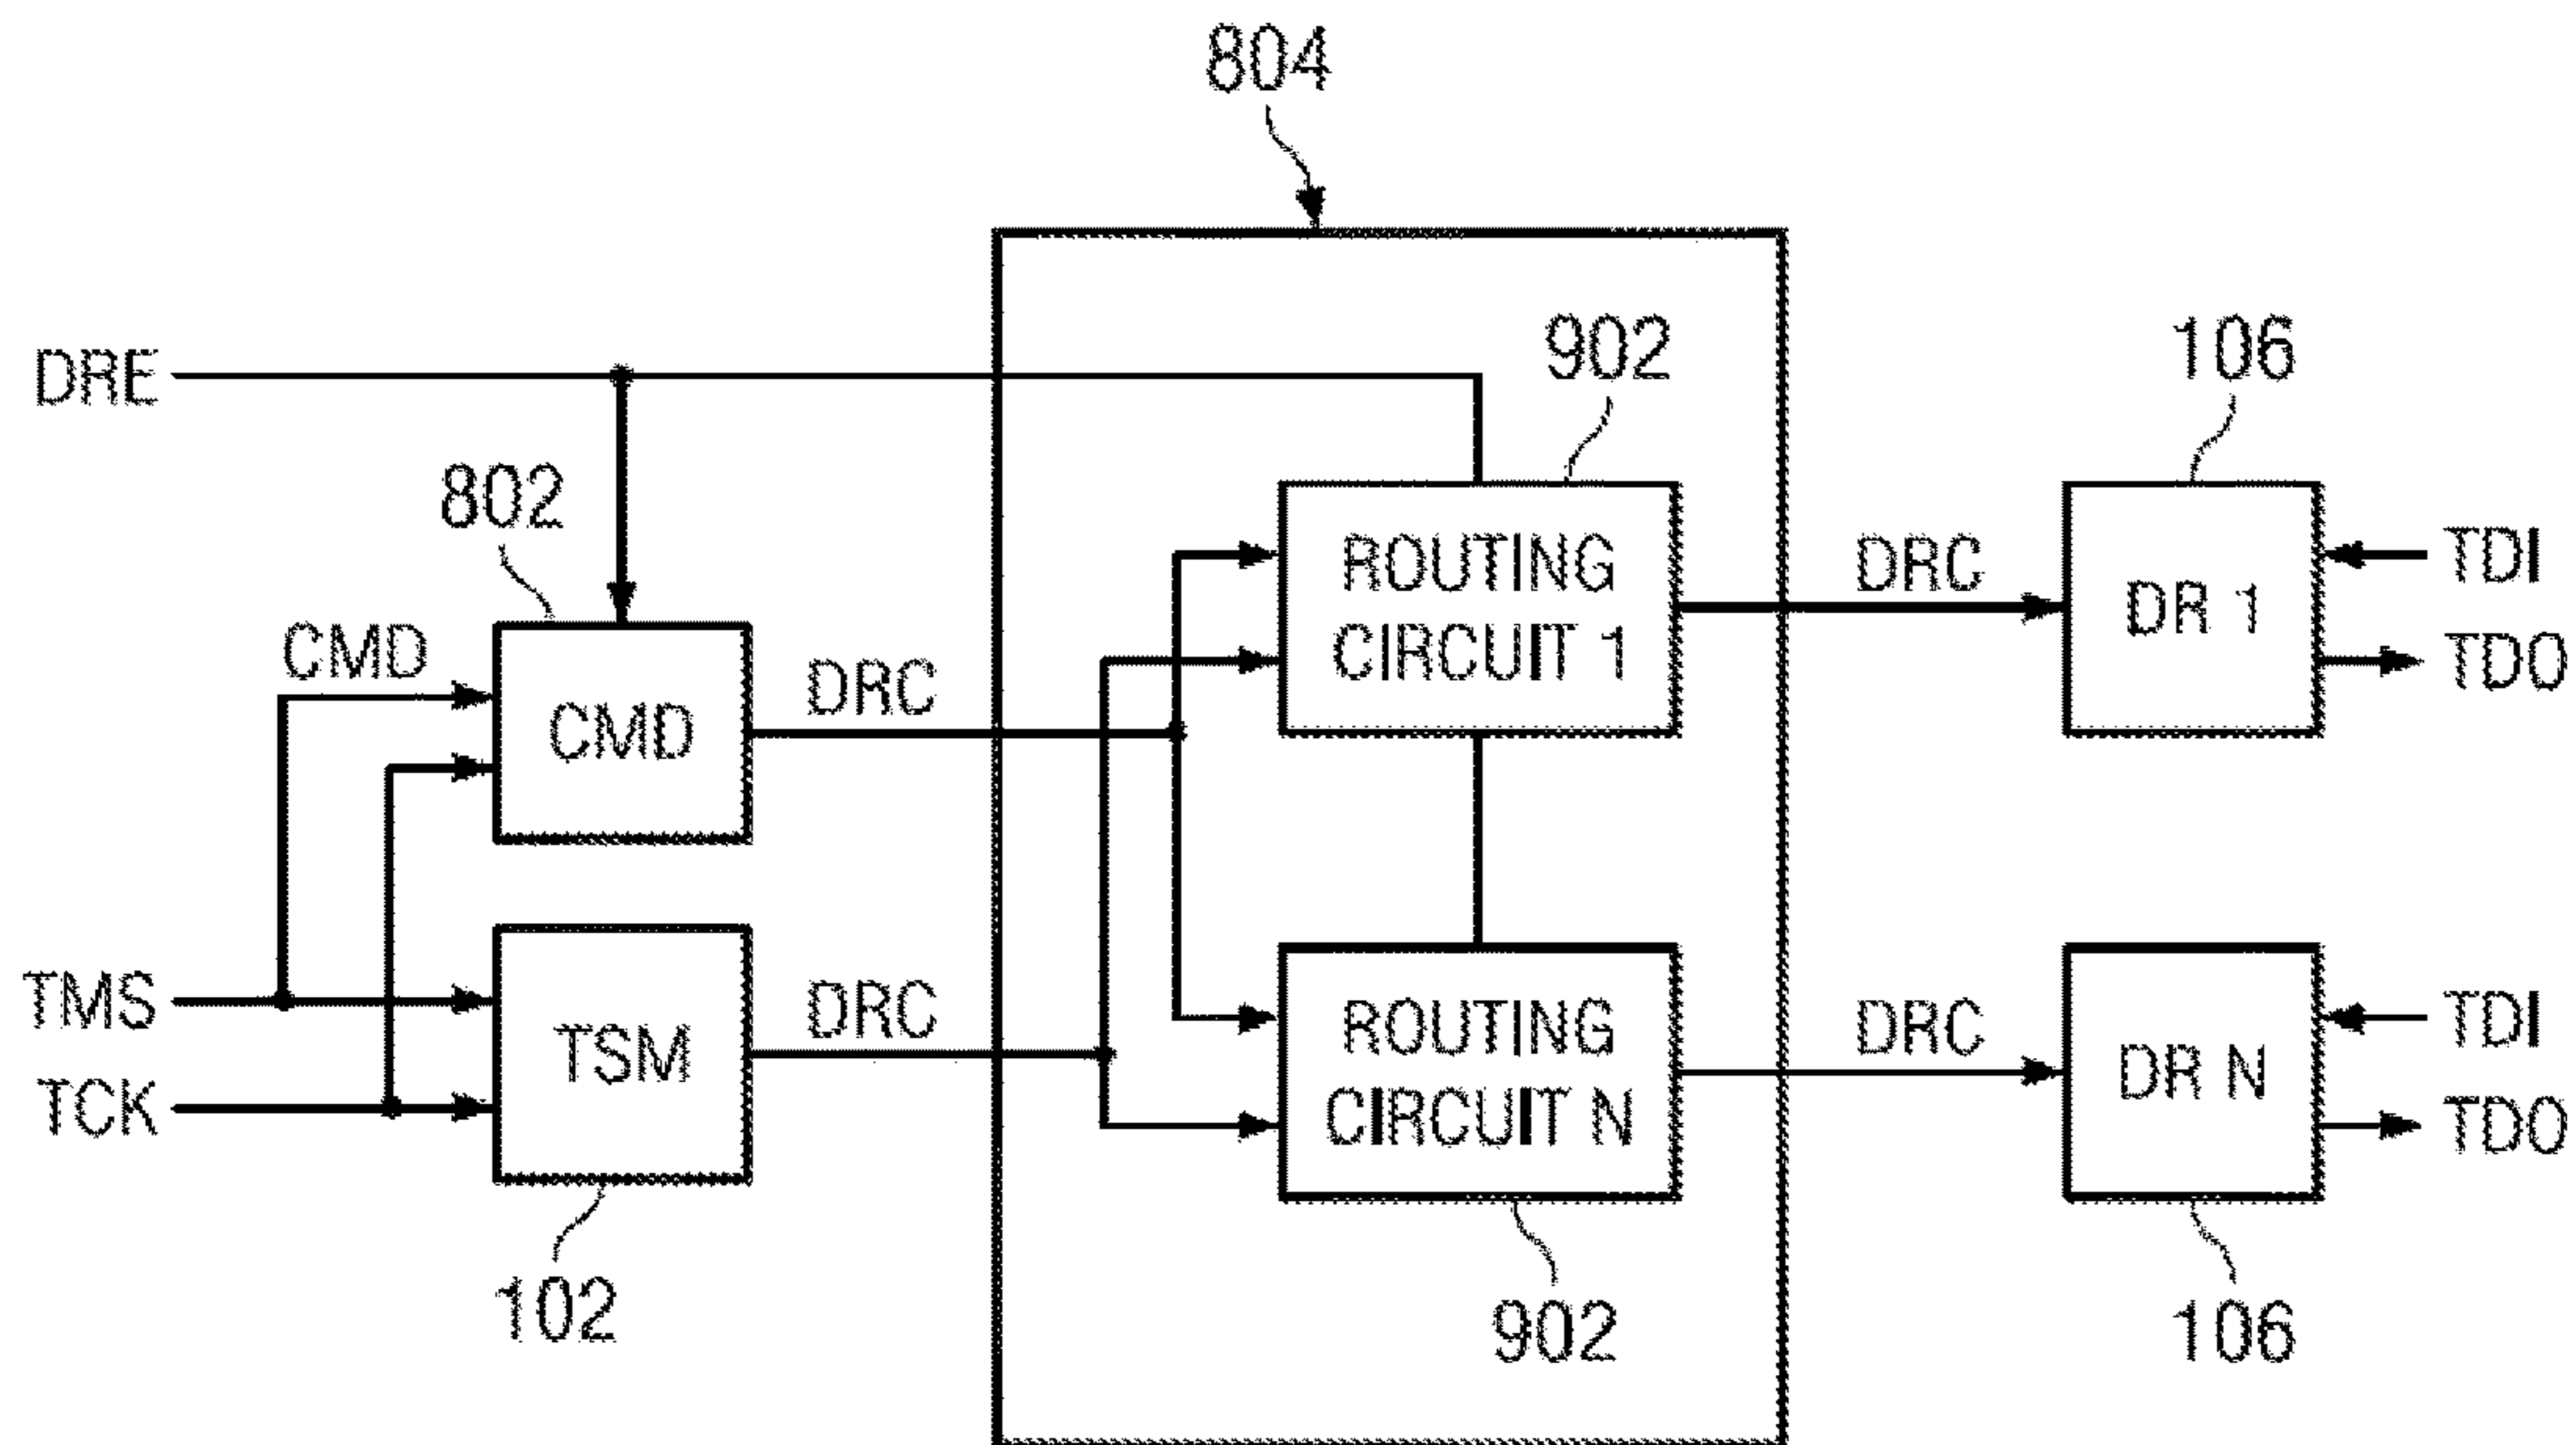 804
DRE
902
106
802
CMD
CMD
DRC
ROUTING
CIRCUIT 1
DRC
DR 1
TDI
TDO
TMS
TCK
TSM
DRC
ROUTING
CIRCUIT N
DRC
DR N
TDI
TDO
102
902
106